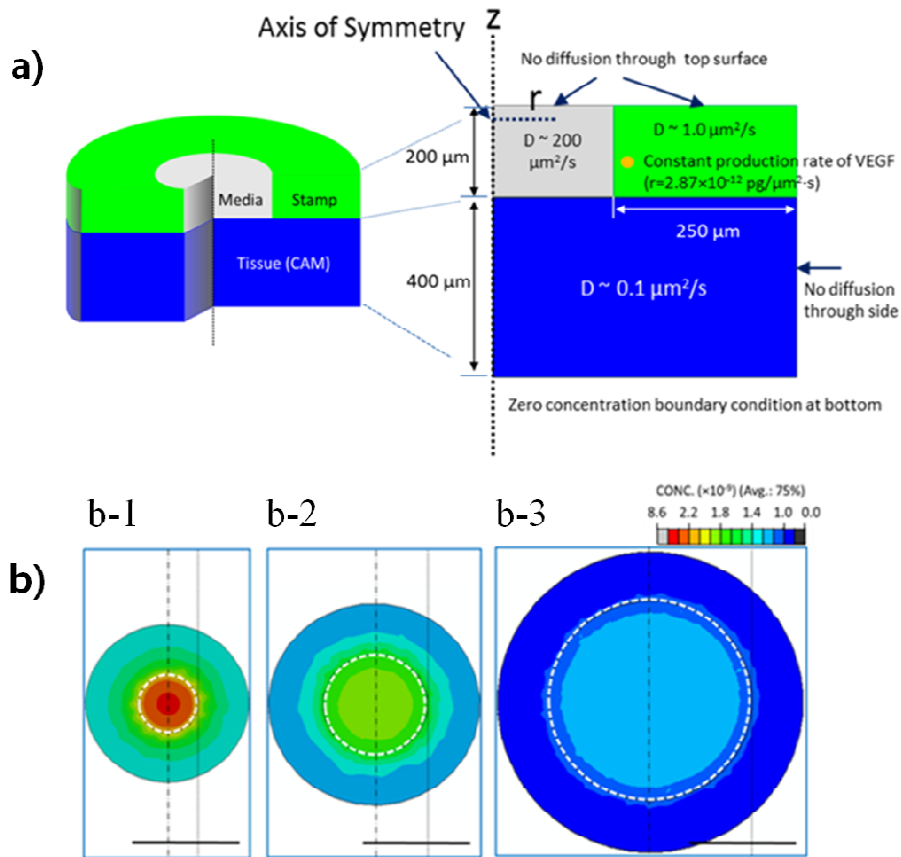 a)
Axis of Symmetry
z
No diffusion through top surface
r
D ~ 200
µm²/s
D ~ 1.0 µm²/s
Constant production rate of VEGF
(r=2.87×10⁻¹² pg/µm²·s)
200 µm
Media
Stamp
250 µm
Tissue (CAM)
400 µm
D ~ 0.1 µm²/s
No diffusion
through side
Zero concentration boundary condition at bottom
b)
b-1
b-2
b-3
CONC. (×10⁻⁹) (Avg.: 75%)
8.6 2.2 1.8 1.4 1.0 0.0